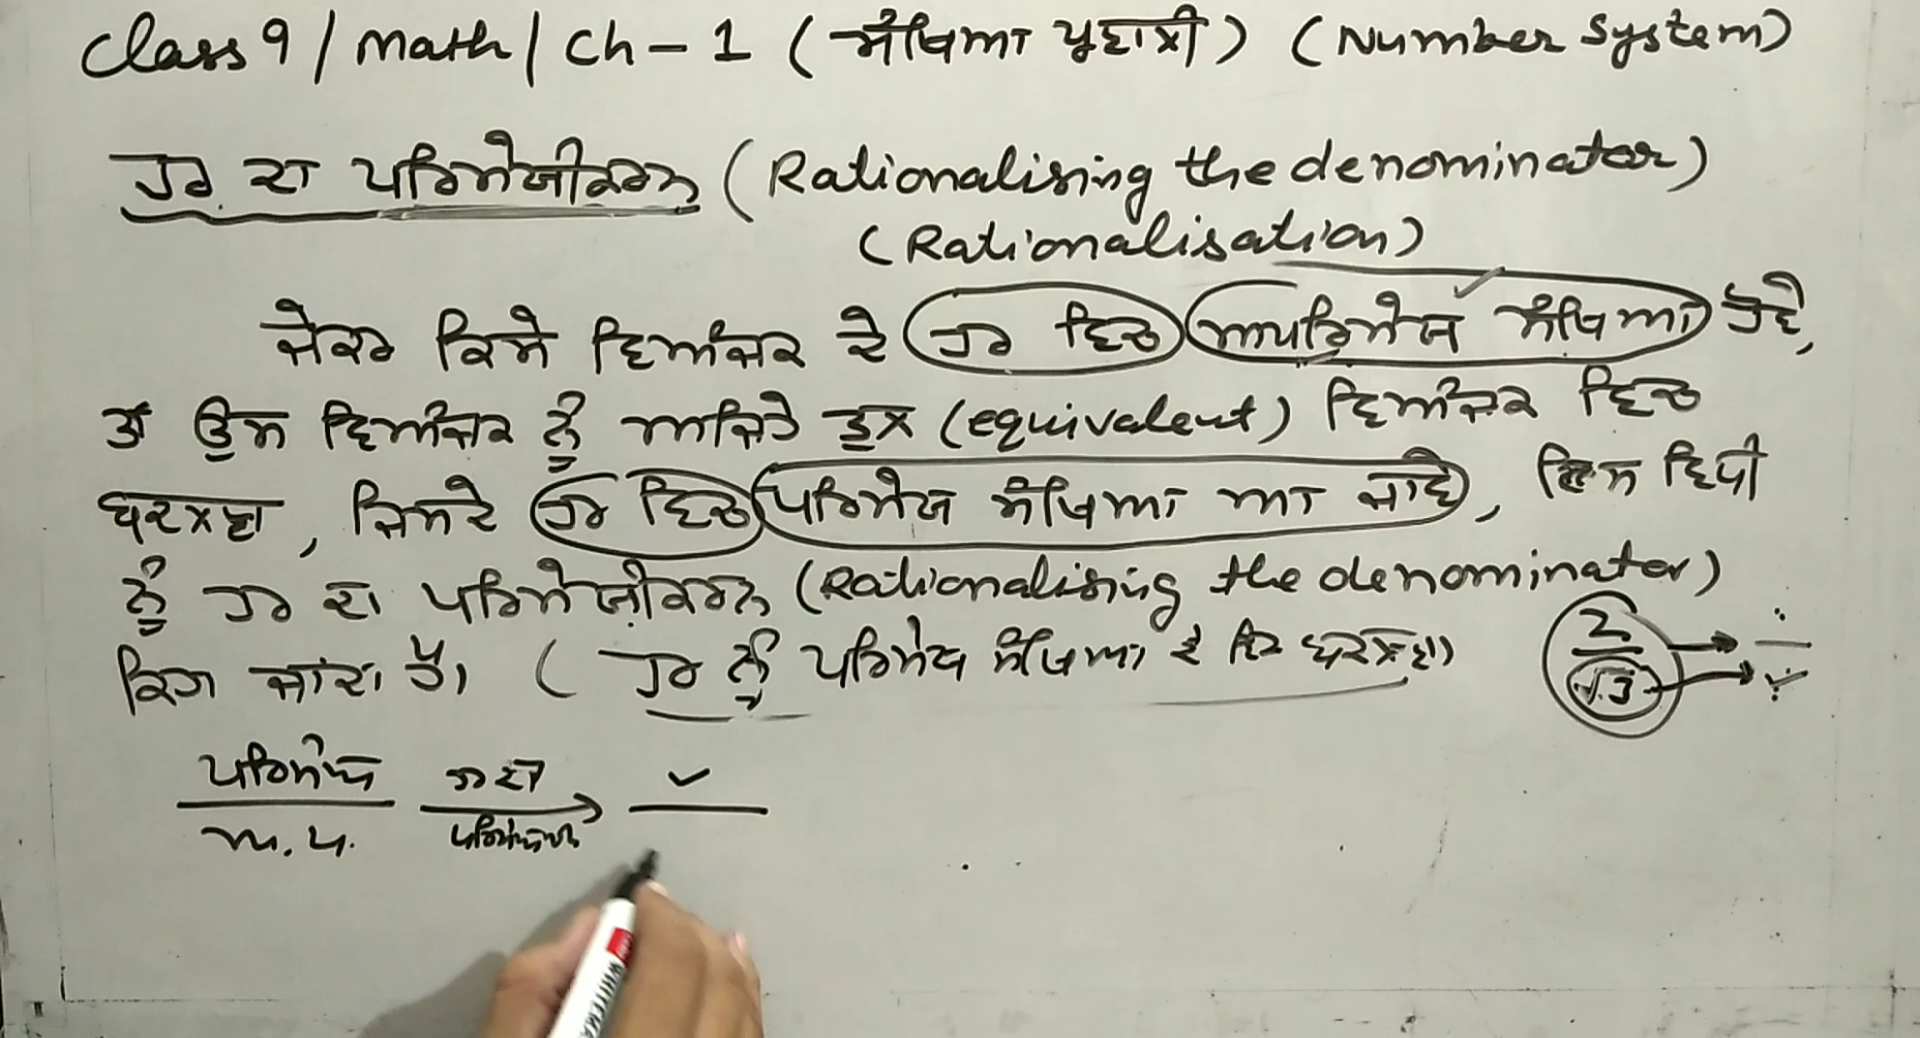 Class 9 / Math / Ch - 1 (ਸੰਖਿਆ ਪ੍ਰਣਾਲੀ) (Number System)
ਹਰ ਦਾ ਪਰਿਮੇਯੀਕਰਨ (Rationalising the denominator)
(Rationalisation)
ਜੇਕਰ ਕਿਸੇ ਵਿਅੰਜਕ ਦੇ ਹਰ ਵਿਚ ਅਪਰਿਮੇਯ ਸੰਖਿਆ ਹੋਵੇ,
ਤਾਂ ਉਸ ਵਿਅੰਜਕ ਨੂੰ ਅਜਿਹੇ ਤੁਲ (equivalent) ਵਿਅੰਜਕ ਵਿਚ
ਬਦਲਣਾ, ਜਿਸਦੇ ਹਰ ਵਿਚ ਪਰਿਮੇਯ ਸੰਖਿਆ ਆ ਜਾਵੇ, ਇਸ ਵਿਧੀ
ਨੂੰ ਹਰ ਦਾ ਪਰਿਮੇਯੀਕਰਨ (Rationalising the denominator)
ਕਿਹਾ ਜਾਂਦਾ ਹੈ। (ਹਰ ਨੂੰ ਪਰਿਮੇਯ ਸੰਖਿਆ ਦੇ ਵਿਚ ਬਦਲਣਾ)
2
√3
ਪਰਿਮੇਯ ਹਰ ਦਾ ✓
ਅ.ਪ. ਪਰਿਮੇਯੀਕਰਨ